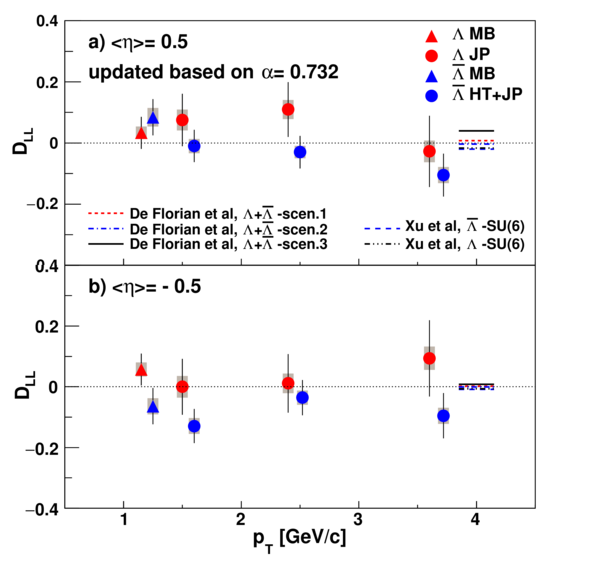 0.4
a) <η>= 0.5
updated based on α= 0.732
Λ MB
Λ JP
Λ̅ MB
Λ̅ HT+JP
0.2
0
−0.2
D_LL
De Florian et al, Λ+Λ̅ -scen.1
De Florian et al, Λ+Λ̅ -scen.2
De Florian et al, Λ+Λ̅ -scen.3
Xu et al, Λ̅ -SU(6)
Xu et al, Λ -SU(6)
0.4
b) <η>= - 0.5
0.2
0
−0.2
−0.4
D_LL
1 2 3 4
p_T [GeV/c]